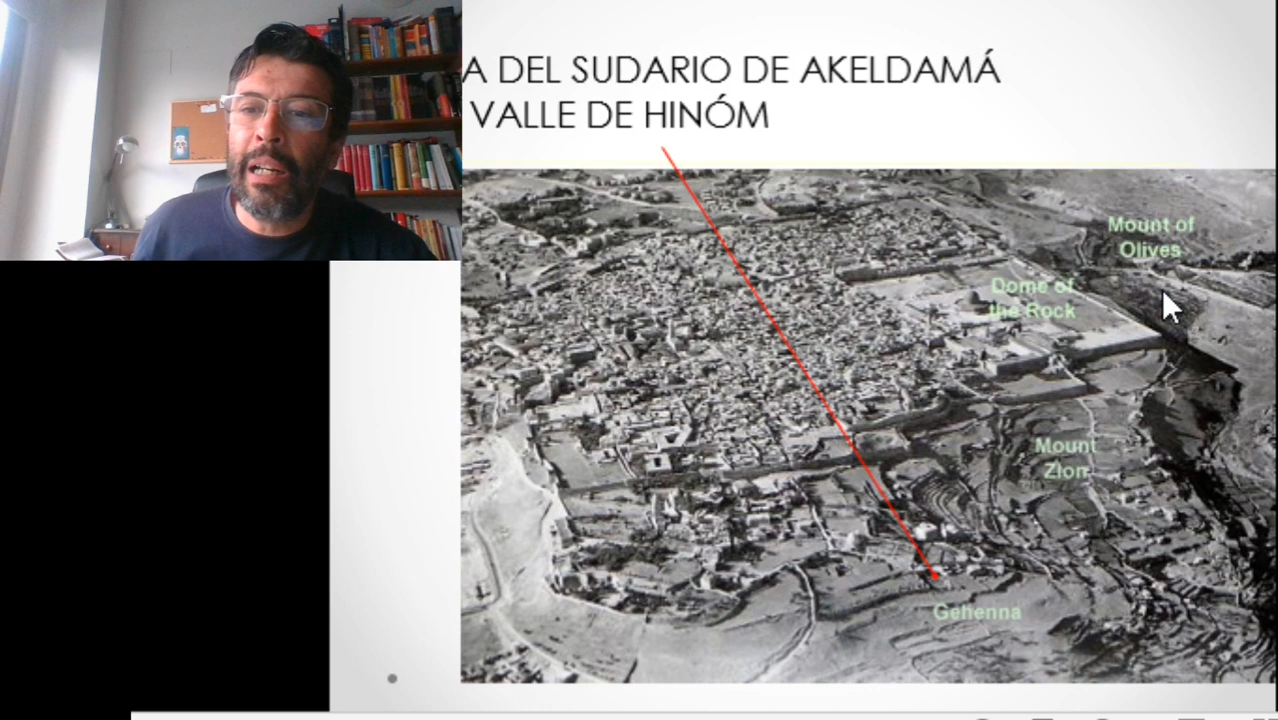 A DEL SUDARIO DE AKELDAMÁ
VALLE DE HINÓM
Mount of
Olives
Dome of
the Rock
Mount
Zion
Gehenna